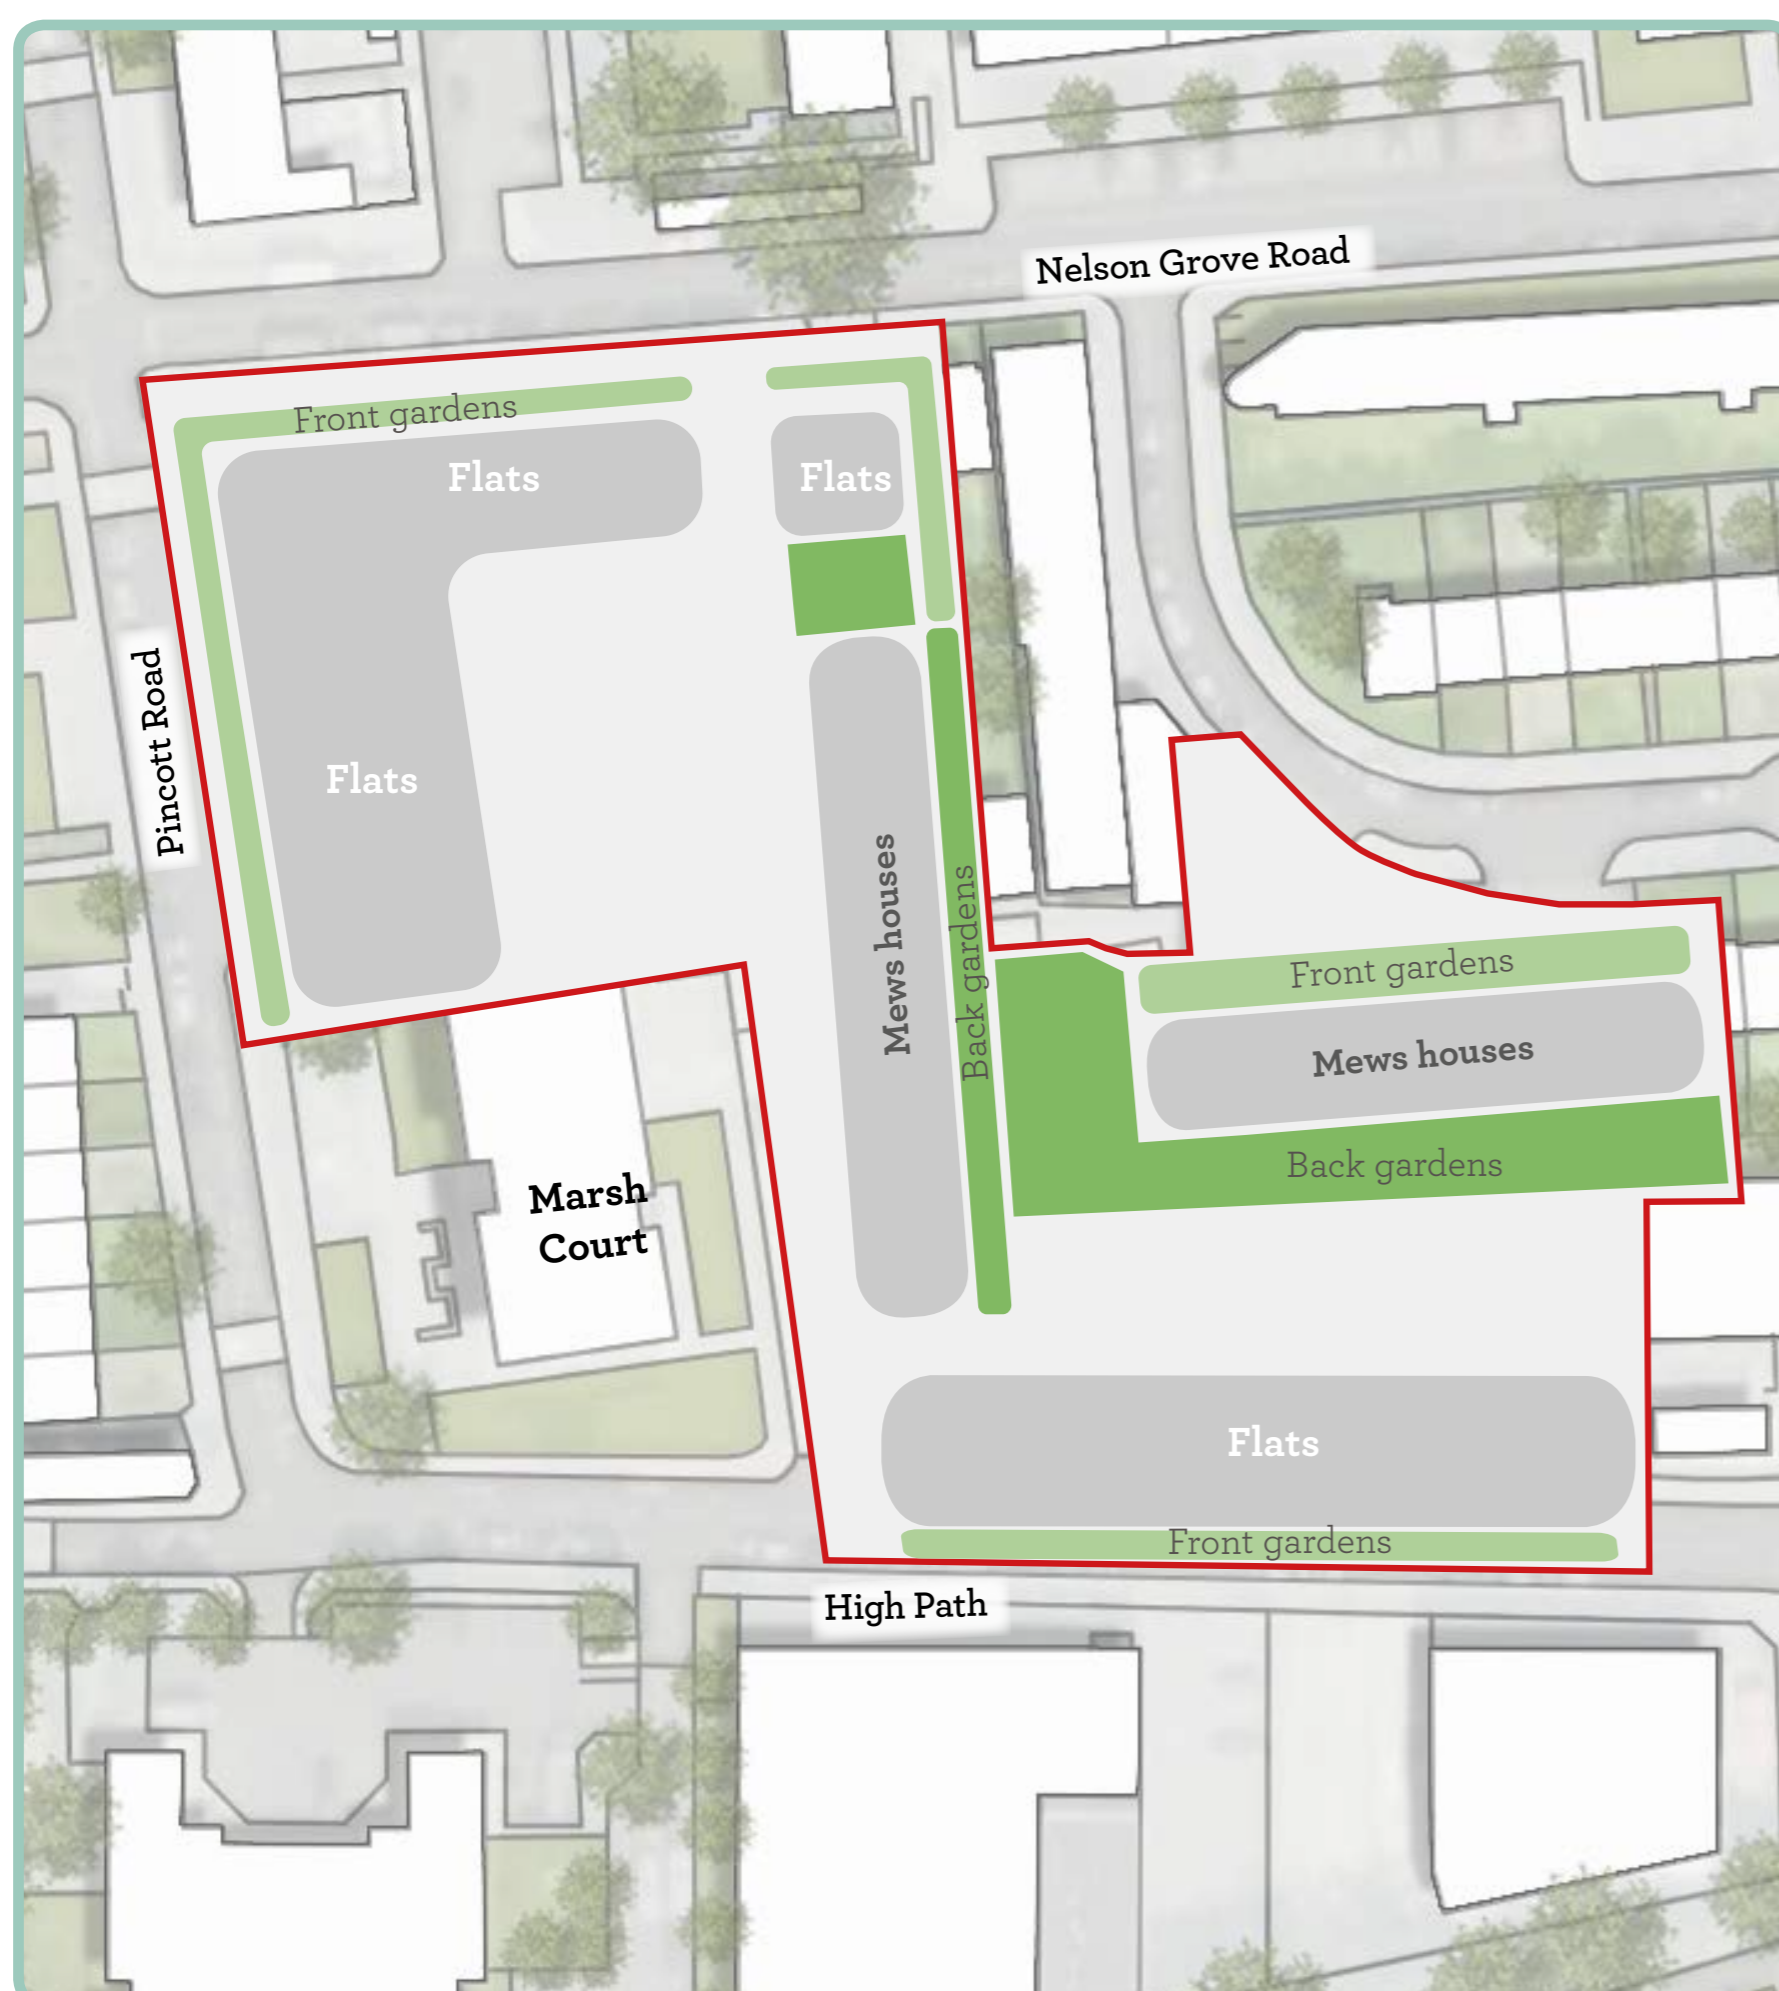 Nelson Grove Road
Front gardens
Flats
Flats
Pincott Road
Flats
Mews houses
Back gardens
Front gardens
Mews houses
Back gardens
Marsh
Court
Flats
Front gardens
High Path